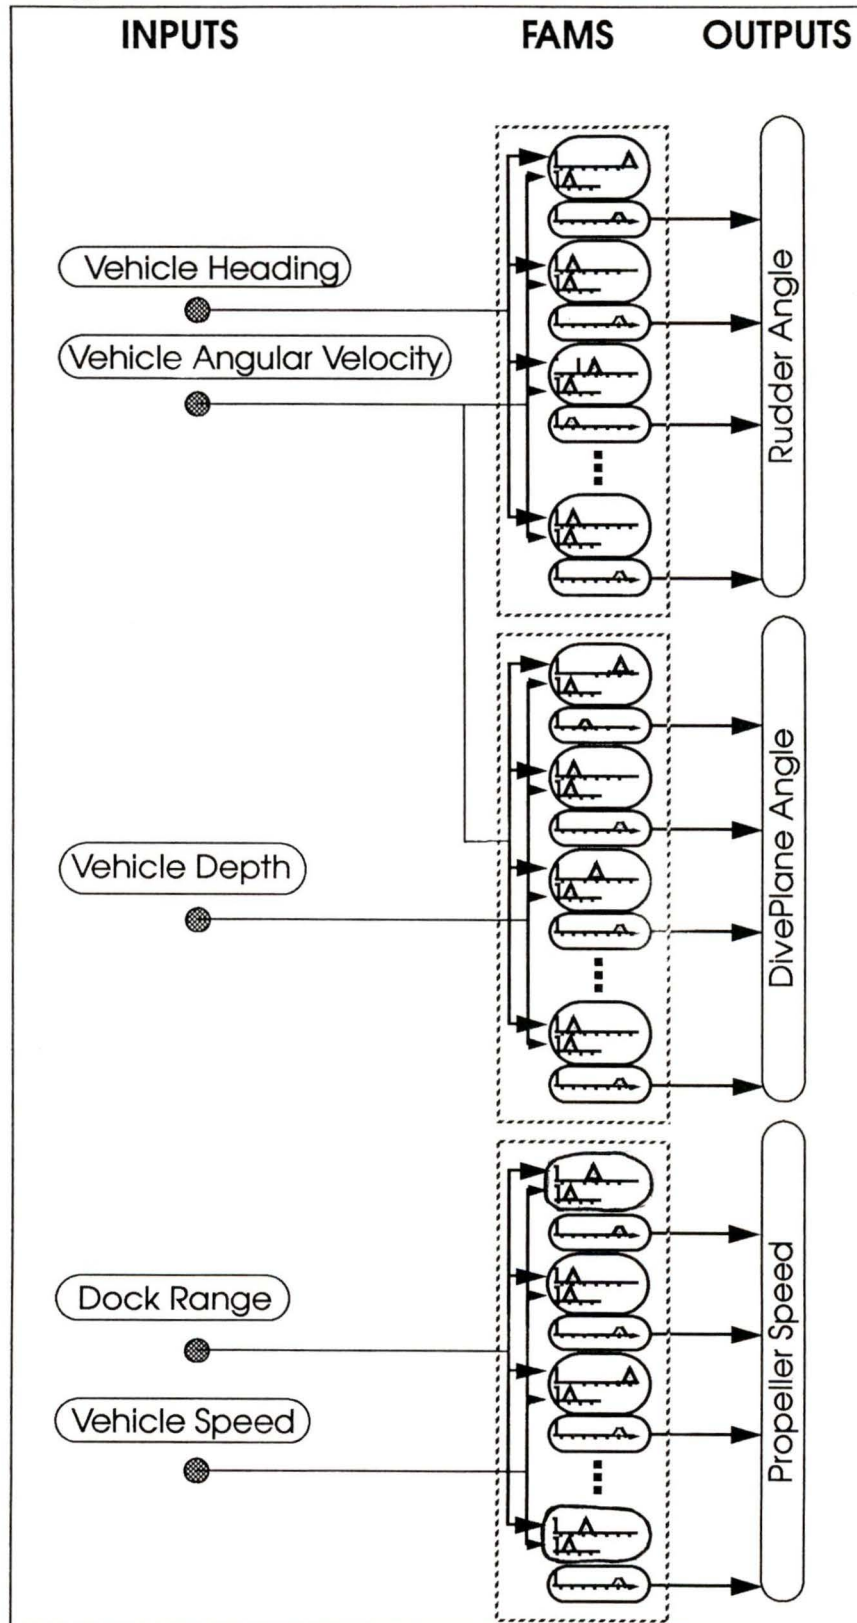 INPUTS FAMS OUTPUTS
Vehicle Heading
Vehicle Angular Velocity
Rudder Angle
Vehicle Depth
DivePlane Angle
Dock Range
Vehicle Speed
Propeller Speed